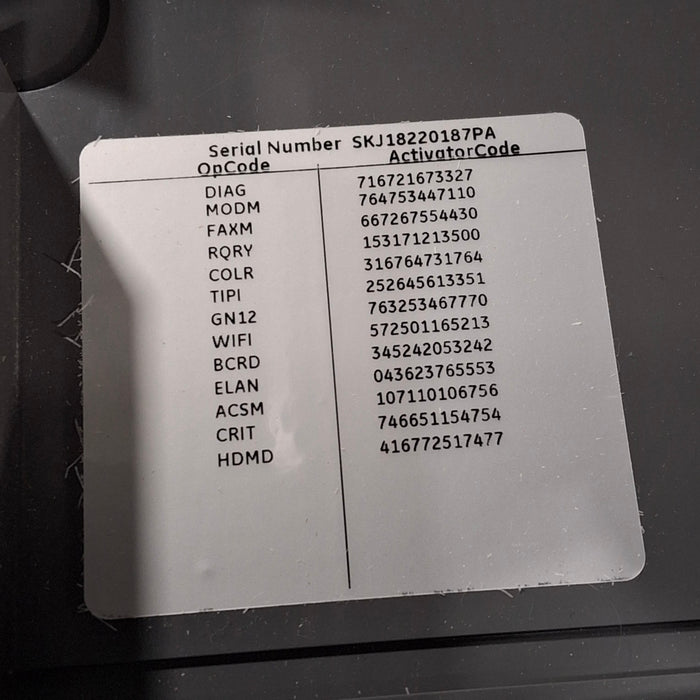 Serial Number SKJ18220187PA
OpCode ActivatorCode
DIAG 716721673327
MODM 764753447110
FAXM 667267554430
RQRY 153171213500
COLR 316764731764
TIPI 252645613351
GN12 763253467770
WIFI 572501165213
BCRD 345242053242
ELAN 043623765553
ACSM 107110106756
CRIT 746651154754
HDMD 416772517477